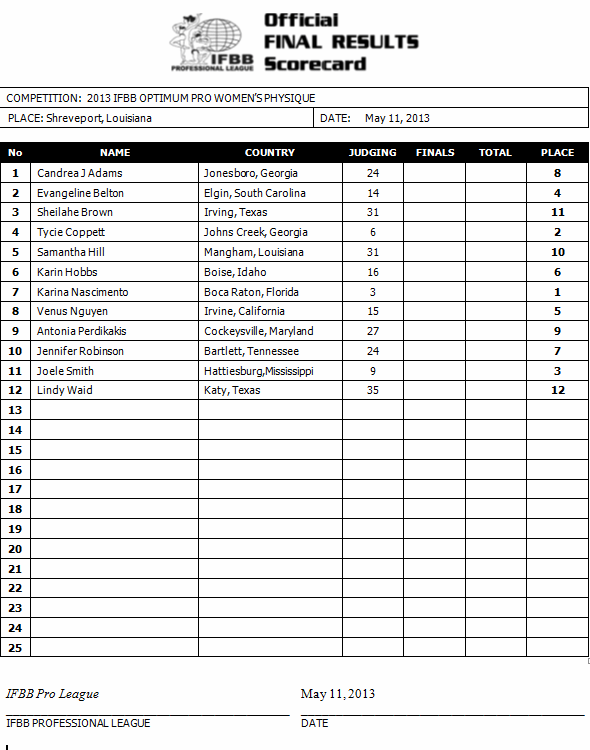 Official
FINAL RESULTS
Scorecard
IFBB
PROFESSIONAL LEAGUE
COMPETITION: 2013 IFBB OPTIMUM PRO WOMEN'S PHYSIQUE
PLACE: Shreveport, Louisiana DATE: May 11, 2013
No NAME COUNTRY JUDGING FINALS TOTAL PLACE
1 Candrea J Adams Jonesboro, Georgia 24 8
2 Evangeline Belton Elgin, South Carolina 14 4
3 Sheilahe Brown Irving, Texas 31 11
4 Tycie Coppett Johns Creek, Georgia 6 2
5 Samantha Hill Mangham, Louisiana 31 10
6 Karin Hobbs Boise, Idaho 16 6
7 Karina Nascimento Boca Raton, Florida 3 1
8 Venus Nguyen Irvine, California 15 5
9 Antonia Perdikakis Cockeysville, Maryland 27 9
10 Jennifer Robinson Bartlett, Tennessee 24 7
11 Joele Smith Hattiesburg,Mississippi 9 3
12 Lindy Waid Katy, Texas 35 12
13
14
15
16
17
18
19
20
21
22
23
24
25
IFBB Pro League May 11, 2013
IFBB PROFESSIONAL LEAGUE DATE